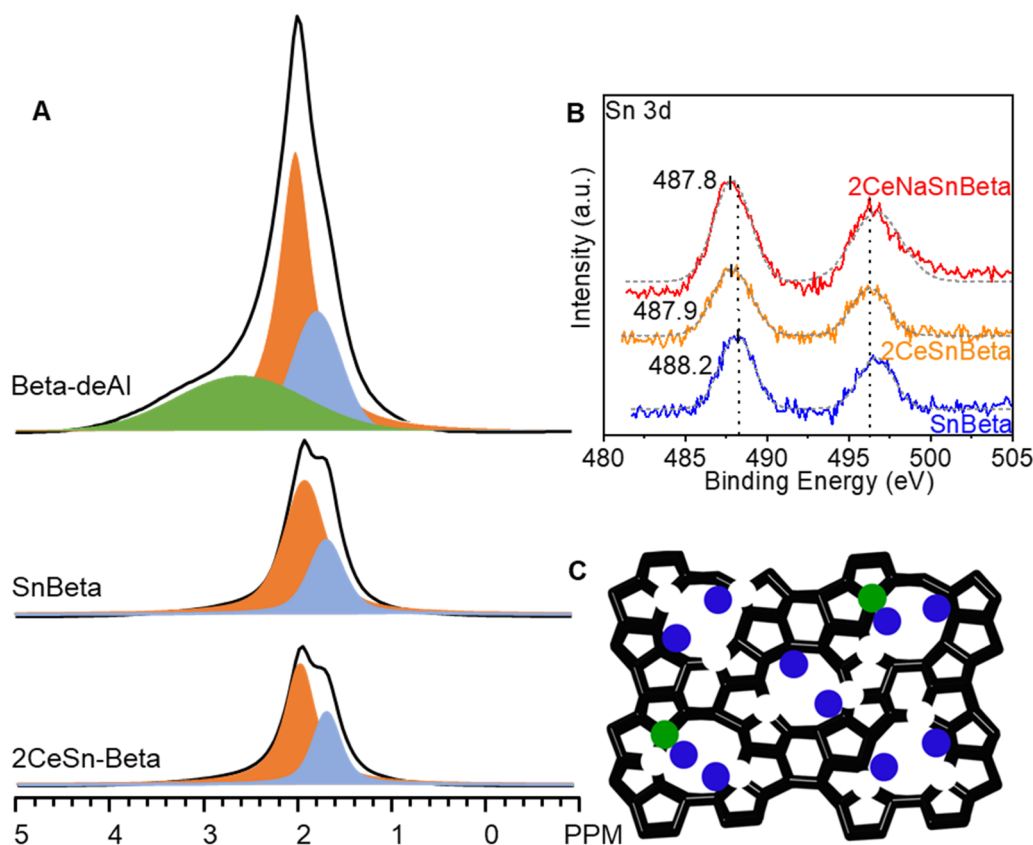 A
Beta-deAl
SnBeta
2CeSn-Beta
5 4 3 2 1 0 PPM
B
Sn 3d
487.8
2CeNaSnBeta
487.9
2CeSnBeta
488.2
SnBeta
Intensity (a.u.)
480 485 490 495 500 505
Binding Energy (eV)
C